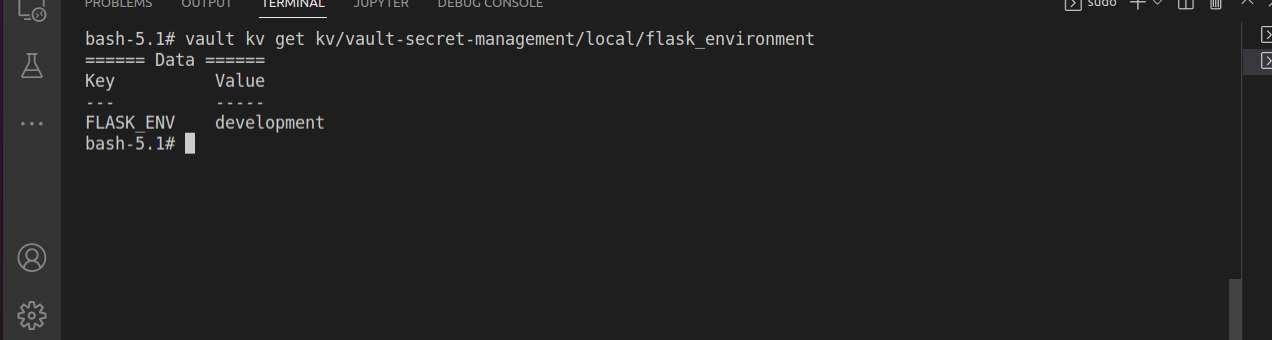 PROBLEMS OUTPUT TERMINAL JUPYTER DEBUG CONSOLE sudo
bash-5.1# vault kv get kv/vault-secret-management/local/flask_environment
====== Data ======
Key Value
--- -----
FLASK_ENV development
bash-5.1#